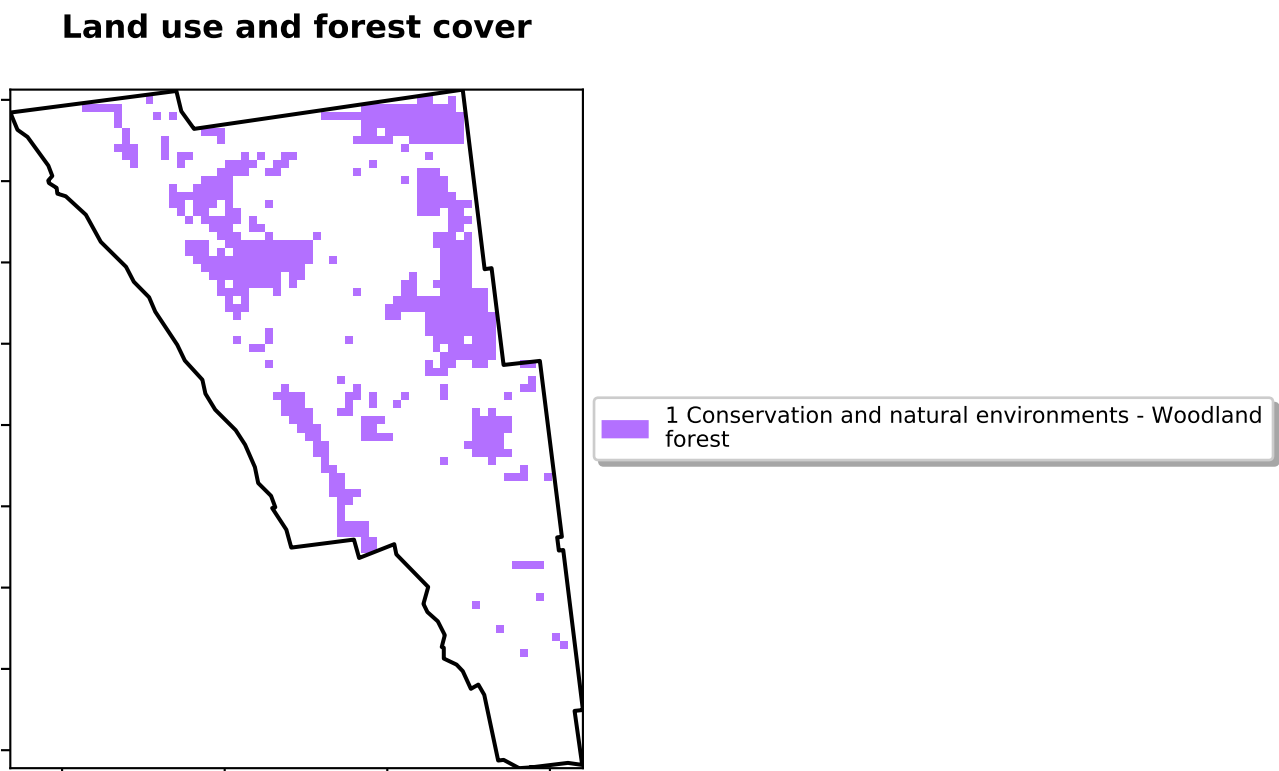 Land use and forest cover
1 Conservation and natural environments - Woodland
forest